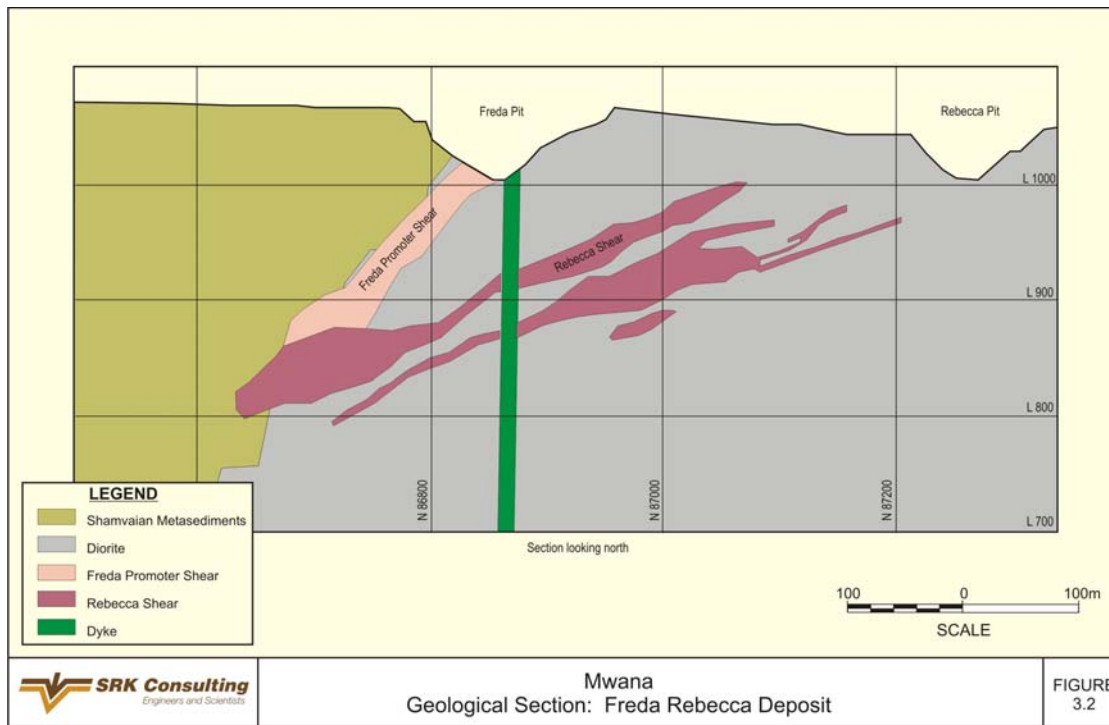 Freda Pit
Rebecca Pit
L 1000
Freda Promoter Shear
Rebecca Shear
L 900
L 800
N 86800
N 87000
N 87200
L 700
LEGEND
Shamvaian Metasediments
Diorite
Freda Promoter Shear
Rebecca Shear
Dyke
Section looking north
100 0 100m
SCALE
SRK Consulting
Engineers and Scientists
Mwana
Geological Section: Freda Rebecca Deposit
FIGURE
3.2